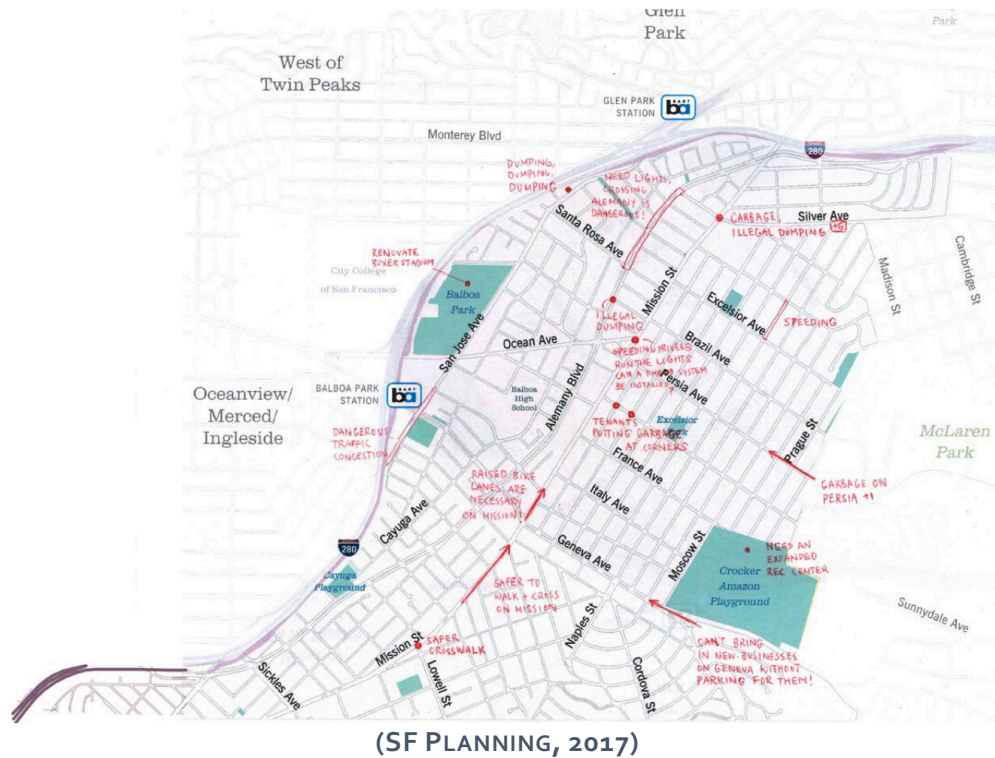 Glen
Park
Park
West of
Twin Peaks
GLEN PARK
STATION
ba
Monterey Blvd
280
DUMPING,
DUMPING,
DUMPING
NEED LIGHTS,
CROSSING
ALEMANY IS
DANGEROUS!
Santa Rosa Ave
GARBAGE,
ILLEGAL DUMPING +6
Silver Ave
Cambridge St
Madison St
RENOVATE
BOXER STADIUM
City College
of San Francisco
Balboa
Park
San Jose Ave
Mission St
ILLEGAL
DUMPING
Excelsior Ave
SPEEDING
Brazil Ave
Ocean Ave
SPEEDING DRIVERS
RUN THE LIGHTS
CAN A PHOTO SYSTEM
BE INSTALLED?
Persia Ave
Oceanview/
Merced/
Ingleside
BALBOA PARK
STATION
ba
Balboa
High
School
Alemany Blvd
TENANTS
PUTTING GARBAGE
AT CORNERS
Excelsior
McLaren
Park
Prague St
DANGEROUS
TRAFFIC
CONGESTION
France Ave
GARBAGE ON
PERSIA +1
RAISED BIKE
LANES ARE
NECESSARY
ON MISSION!
Italy Ave
Cayuga Ave
280
Geneva Ave
Moscow St
NEED AN
EXPANDED
REC CENTER
Crocker
Amazon
Playground
Cayuga
Playground
SAFER TO
WALK + CROSS
ON MISSION
Sunnydale Ave
Naples St
Mission St
SAFER
CROSSWALK
CAN'T BRING
IN NEW BUSINESSES
ON GENEVA WITHOUT
PARKING FOR THEM!
Sickles Ave
Lowell St
Cordova St
(SF PLANNING, 2017)